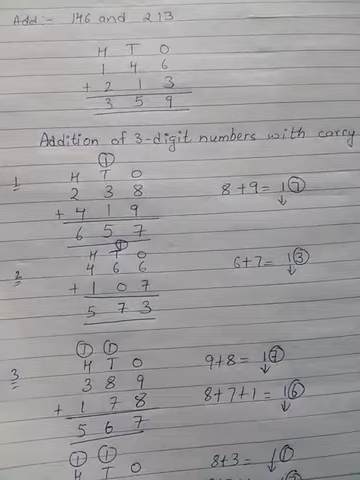 Add:- 146 and 213
H T O
1 4 6
+ 2 1 3
3 5 9
Addition of 3-digit numbers with carry
1
1
H T O
2 3 8 8+9=17
+ 4 1 9
6 5 7
1
H T O
2 4 6 6 6+7=13
+ 1 0 7
5 7 3
1 1
3 H T O 9+8=17
3 8 9
+ 1 7 8 8+7+1=16
5 6 7
1 1 8+3=11
H T O